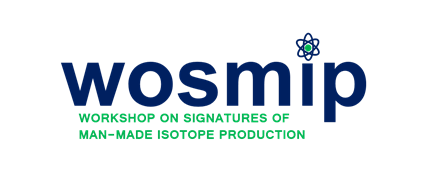 wosmip
WORKSHOP ON SIGNATURES OF
MAN-MADE ISOTOPE PRODUCTION